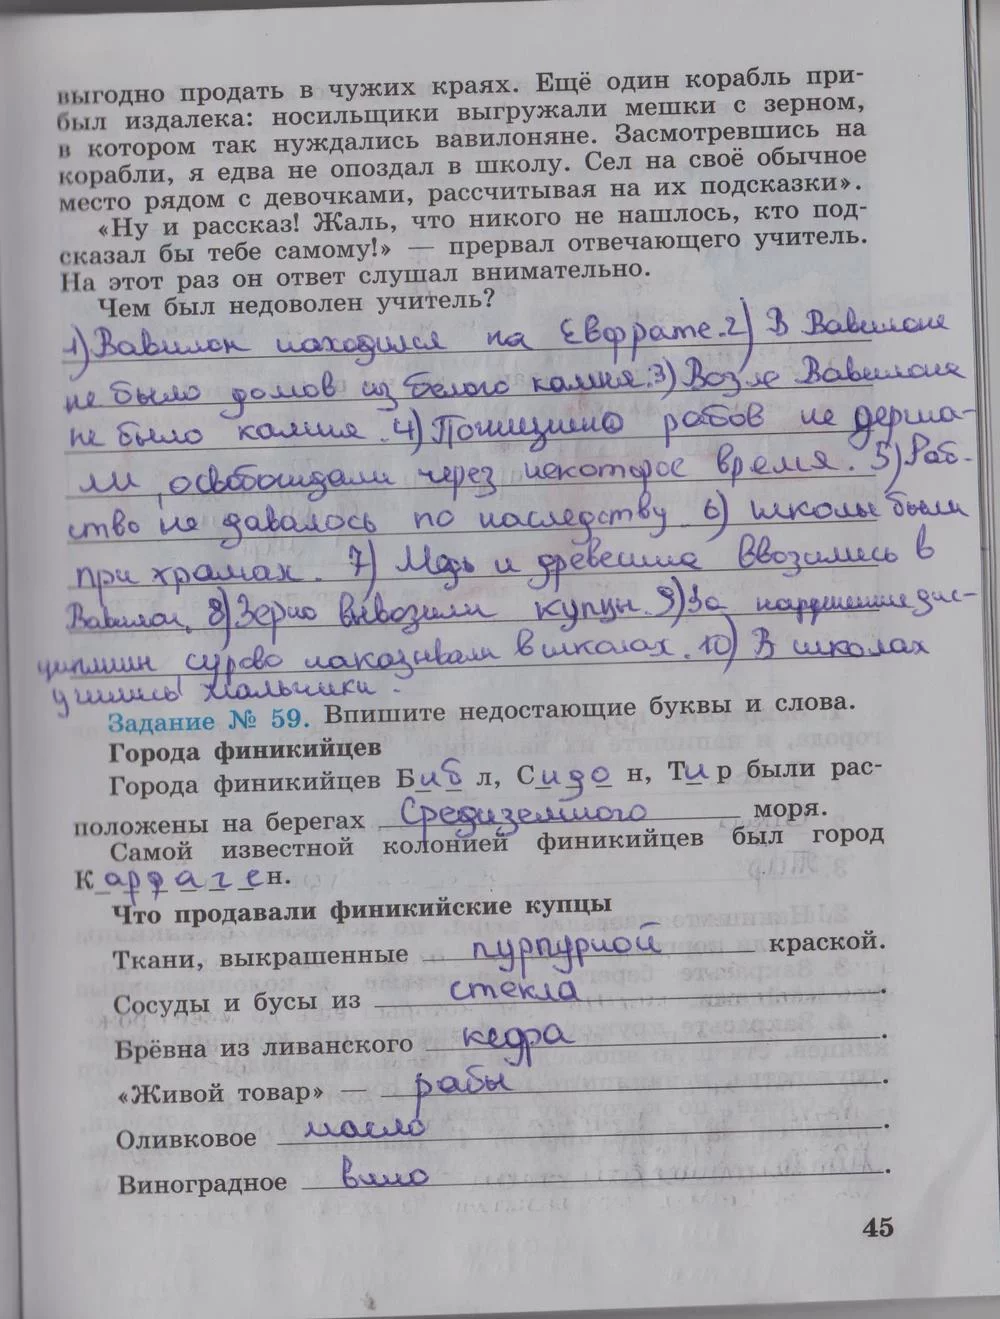 выгодно продать в чужих краях. Ещё один корабль при-
был издалека: носильщики выгружали мешки с зерном,
в котором так нуждались вавилоняне. Засмотревшись на
корабли, я едва не опоздал в школу. Сел на своё обычное
место рядом с девочками, рассчитывая на их подсказки».
«Ну и рассказ! Жаль, что никого не нашлось, кто под-
сказал бы тебе самому!» — прервал отвечающего учитель.
На этот раз он ответ слушал внимательно.
Чем был недоволен учитель?
1) Вавилон находился на Евфрате. 2) В Вавилоне
не было домов из белого камня. 3) Возле Вавилона
не было камня. 4) Пожизнено рабов не держа-
ли, освобождали через некоторое время. 5) Раб-
ство не давалось по наследству. 6) школы были
при храмах. 7) Медь и древесина ввозились в
Вавилон. 8) Зерно вывозили купцы. 9) За нарушение дис-
циплин сурово наказывали в школах. 10) В школах
учились мальчики.
Задание № 59. Впишите недостающие буквы и слова.
Города финикийцев
Города финикийцев Библ, Сидон, Тир были рас-
положены на берегах Средиземного моря.
Самой известной колонией финикийцев был город
Карфаген.
Что продавали финикийские купцы
Ткани, выкрашенные пурпурной краской.
Сосуды и бусы из стекла.
Брёвна из ливанского кедра.
«Живой товар» — рабы.
Оливковое масло.
Виноградное вино.
45